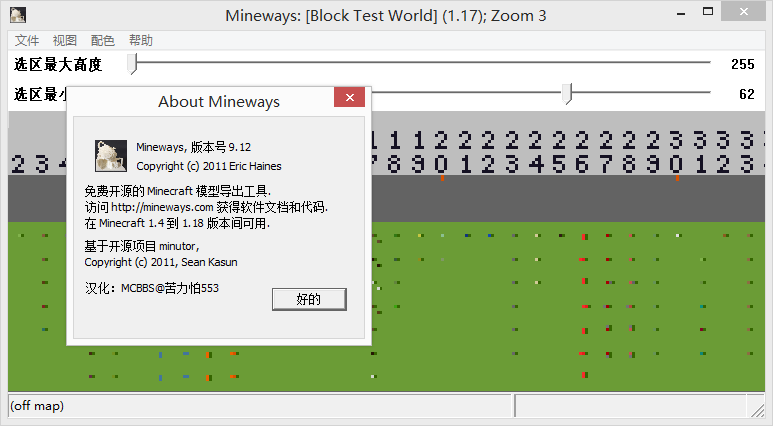 Mineways: [Block Test World] (1.17); Zoom 3
文件 视图 配色 帮助
选区最大高度 255
选区最小 62
About Mineways
Mineways, 版本号 9.12
Copyright (c) 2011 Eric Haines
免费开源的 Minecraft 模型导出工具.
访问 http://mineways.com 获得软件文档和代码.
在 Minecraft 1.4 到 1.18 版本间可用.
基于开源项目 minutor,
Copyright (c) 2011, Sean Kasun
汉化：MCBBS@苦力怕553
好的
1 1 1 2 2 2 2 2 2 2 2 2 2 3 3 3 3
2 3 4 7 8 9 0 1 2 3 4 5 6 7 8 9 0 1 2 3
(off map)